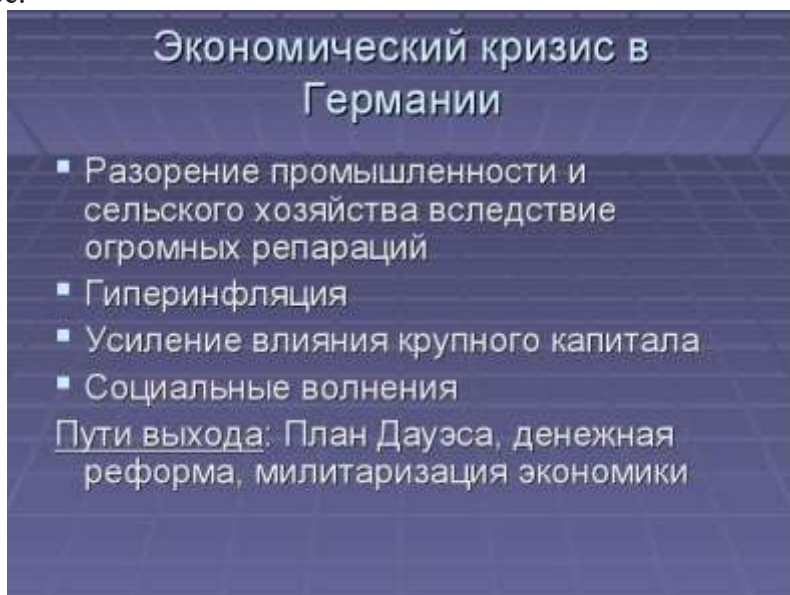 Экономический кризис в
Германии
▪ Разорение промышленности и
сельского хозяйства вследствие
огромных репараций
▪ Гиперинфляция
▪ Усиление влияния крупного капитала
▪ Социальные волнения
Пути выхода: План Дауэса, денежная
реформа, милитаризация экономики